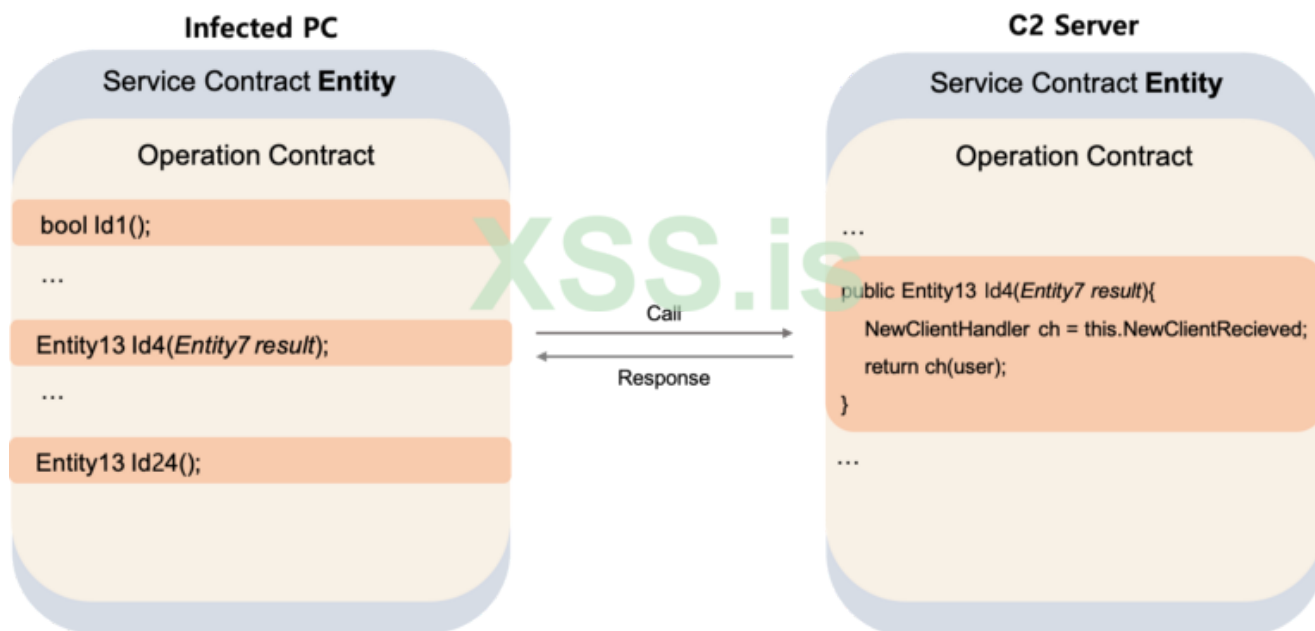 Infected PC
Service Contract Entity
Operation Contract
bool Id1();
...
Entity13 Id4(Entity7 result);
...
Entity13 Id24();
XSS.is
Call
Response
C2 Server
Service Contract Entity
Operation Contract
...
public Entity13 Id4(Entity7 result){
NewClientHandler ch = this.NewClientRecieved;
return ch(user);
}
...